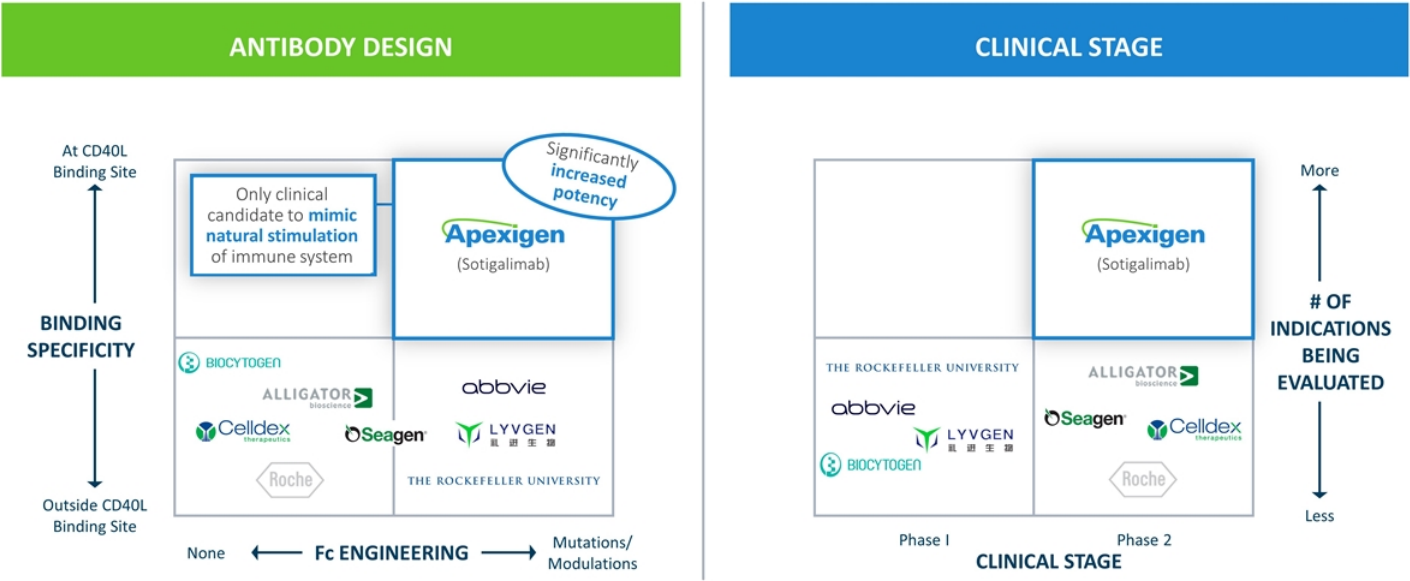 ANTIBODY DESIGN
At CD40L
Binding Site
BINDING
SPECIFICITY
Outside CD40L
Binding Site
Only clinical
candidate to mimic
natural stimulation
of immune system
Significantly
increased
potency
Apexigen
(Sotigalimab)
BIOCYTOGEN
ALLIGATOR
bioscience
Celldex
therapeutics
Seagen®
Roche
abbvie
LYVGEN
礼进生物
THE ROCKEFELLER UNIVERSITY
None
Fc ENGINEERING
Mutations/
Modulations
CLINICAL STAGE
Apexigen
(Sotigalimab)
THE ROCKEFELLER UNIVERSITY
abbvie
LYVGEN
礼进生物
BIOCYTOGEN
ALLIGATOR
bioscience
Seagen®
Celldex
therapeutics
Roche
More
# OF
INDICATIONS
BEING
EVALUATED
Less
Phase I
Phase 2
CLINICAL STAGE